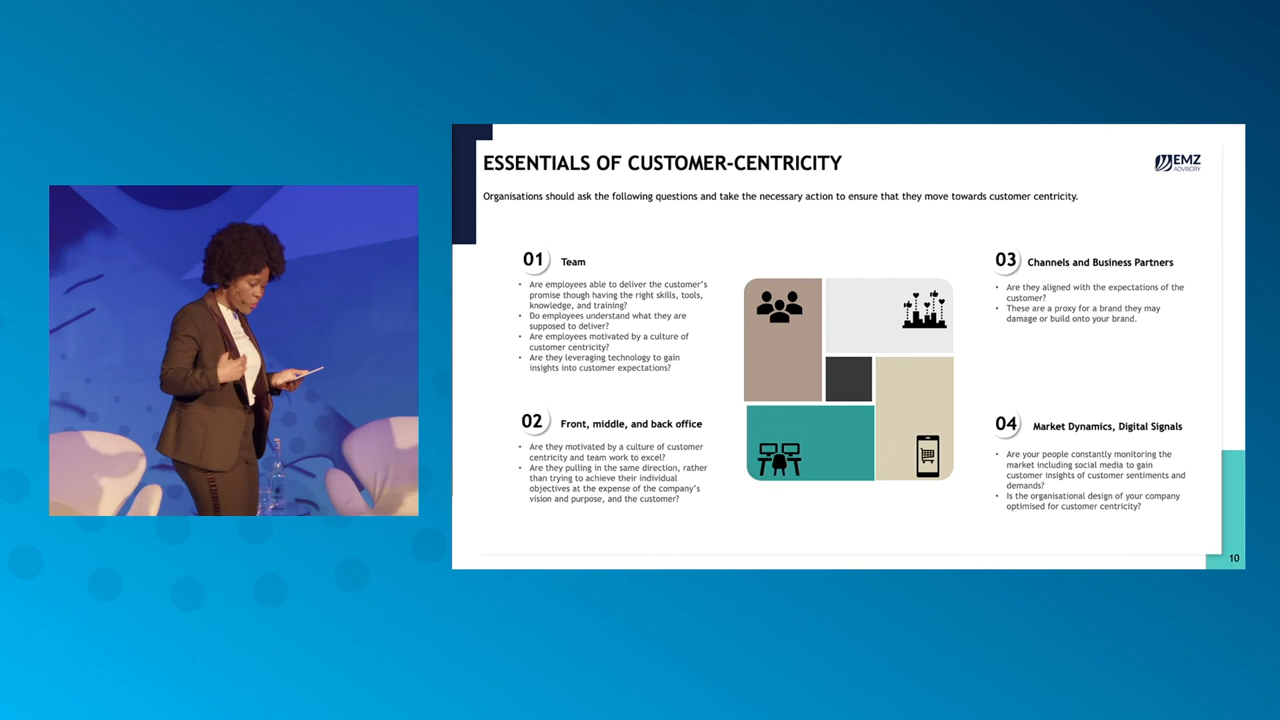 ESSENTIALS OF CUSTOMER-CENTRICITY
EMZ
ADVISORY
Organisations should ask the following questions and take the necessary action to ensure that they move towards customer centricity.
01 Team
• Are employees able to deliver the customer's
promise though having the right skills, tools,
knowledge, and training?
• Do employees understand what they are
supposed to deliver?
• Are employees motivated by a culture of
customer centricity?
• Are they leveraging technology to gain
insights into customer expectations?
02 Front, middle, and back office
• Are they motivated by a culture of customer
centricity and team work to excel?
• Are they pulling in the same direction, rather
than trying to achieve their individual
objectives at the expense of the company's
vision and purpose, and the customer?
03 Channels and Business Partners
• Are they aligned with the expectations of the
customer?
• These are a proxy for a brand they may
damage or build onto your brand.
04 Market Dynamics, Digital Signals
• Are your people constantly monitoring the
market including social media to gain
customer insights of customer sentiments and
demands?
• Is the organisational design of your company
optimised for customer centricity?
10